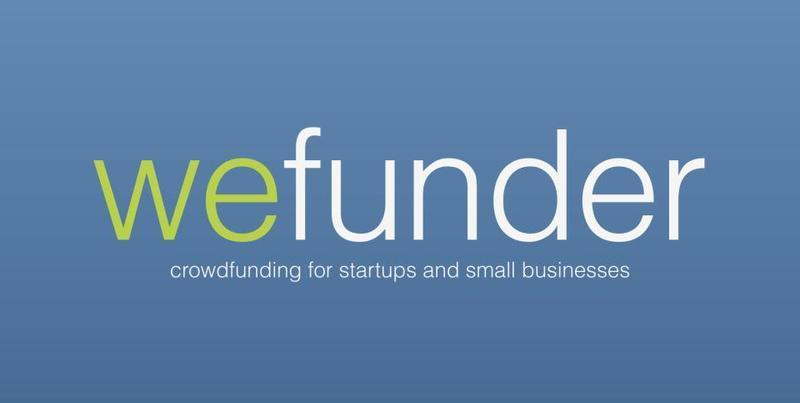 wefunder
crowdfunding for startups and small businesses